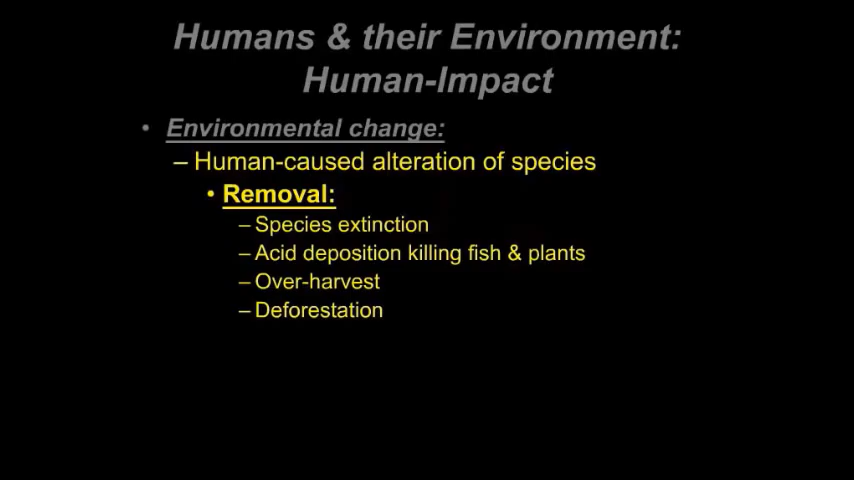 Humans & their Environment:
Human-Impact
• Environmental change:
– Human-caused alteration of species
• Removal:
– Species extinction
– Acid deposition killing fish & plants
– Over-harvest
– Deforestation